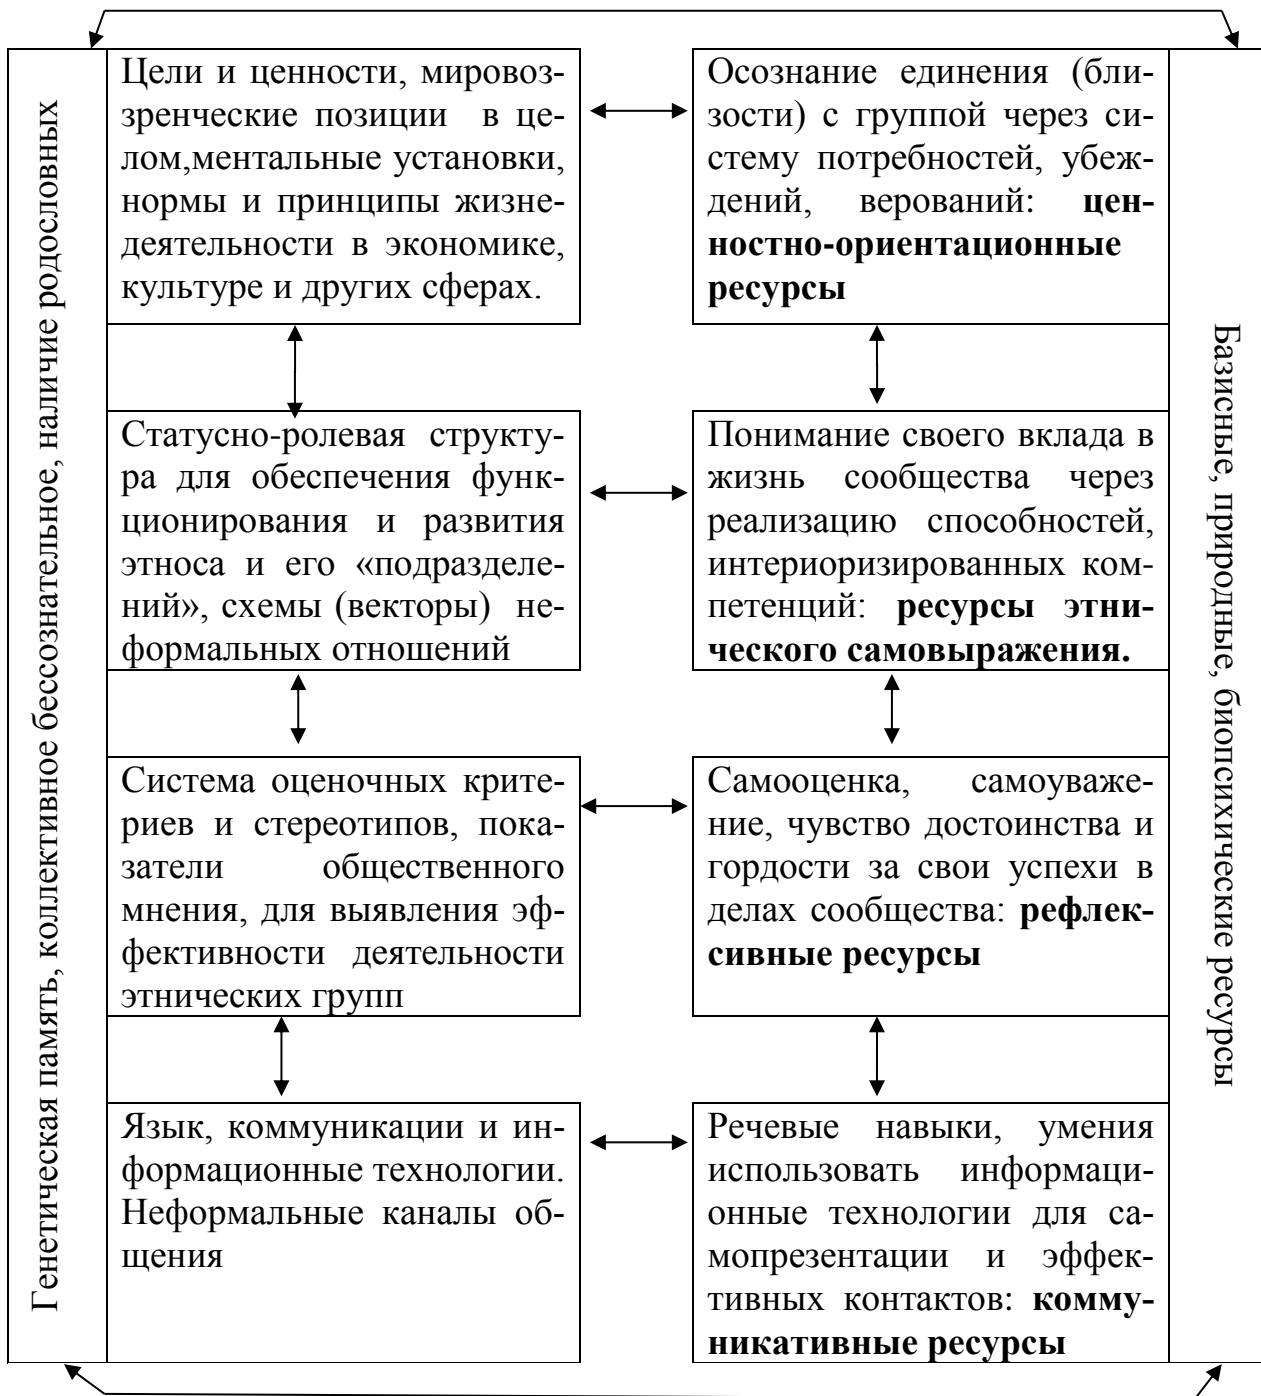 Генетическая память, коллективное бессознательное, наличие родословных
Цели и ценности, мировоз-
зренческие позиции в це-
лом,ментальные установки,
нормы и принципы жизне-
деятельности в экономике,
культуре и других сферах.
Осознание единения (бли-
зости) с группой через си-
стему потребностей, убеж-
дений, верований: цен-
ностно-ориентационные
ресурсы
Статусно-ролевая структу-
ра для обеспечения функ-
ционирования и развития
этноса и его «подразделе-
ний», схемы (векторы) не-
формальных отношений
Понимание своего вклада в
жизнь сообщества через
реализацию способностей,
интериоризированных ком-
петенций: ресурсы этни-
ческого самовыражения.
Система оценочных крите-
риев и стереотипов, пока-
затели общественного
мнения, для выявления эф-
фективности деятельности
этнических групп
Самооценка, самоуваже-
ние, чувство достоинства и
гордости за свои успехи в
делах сообщества: рефлек-
сивные ресурсы
Язык, коммуникации и ин-
формационные технологии.
Неформальные каналы об-
щения
Речевые навыки, умения
использовать информаци-
онные технологии для са-
мопрезентации и эффек-
тивных контактов: комму-
никативные ресурсы
Базисные, природные, биопсихические ресурсы